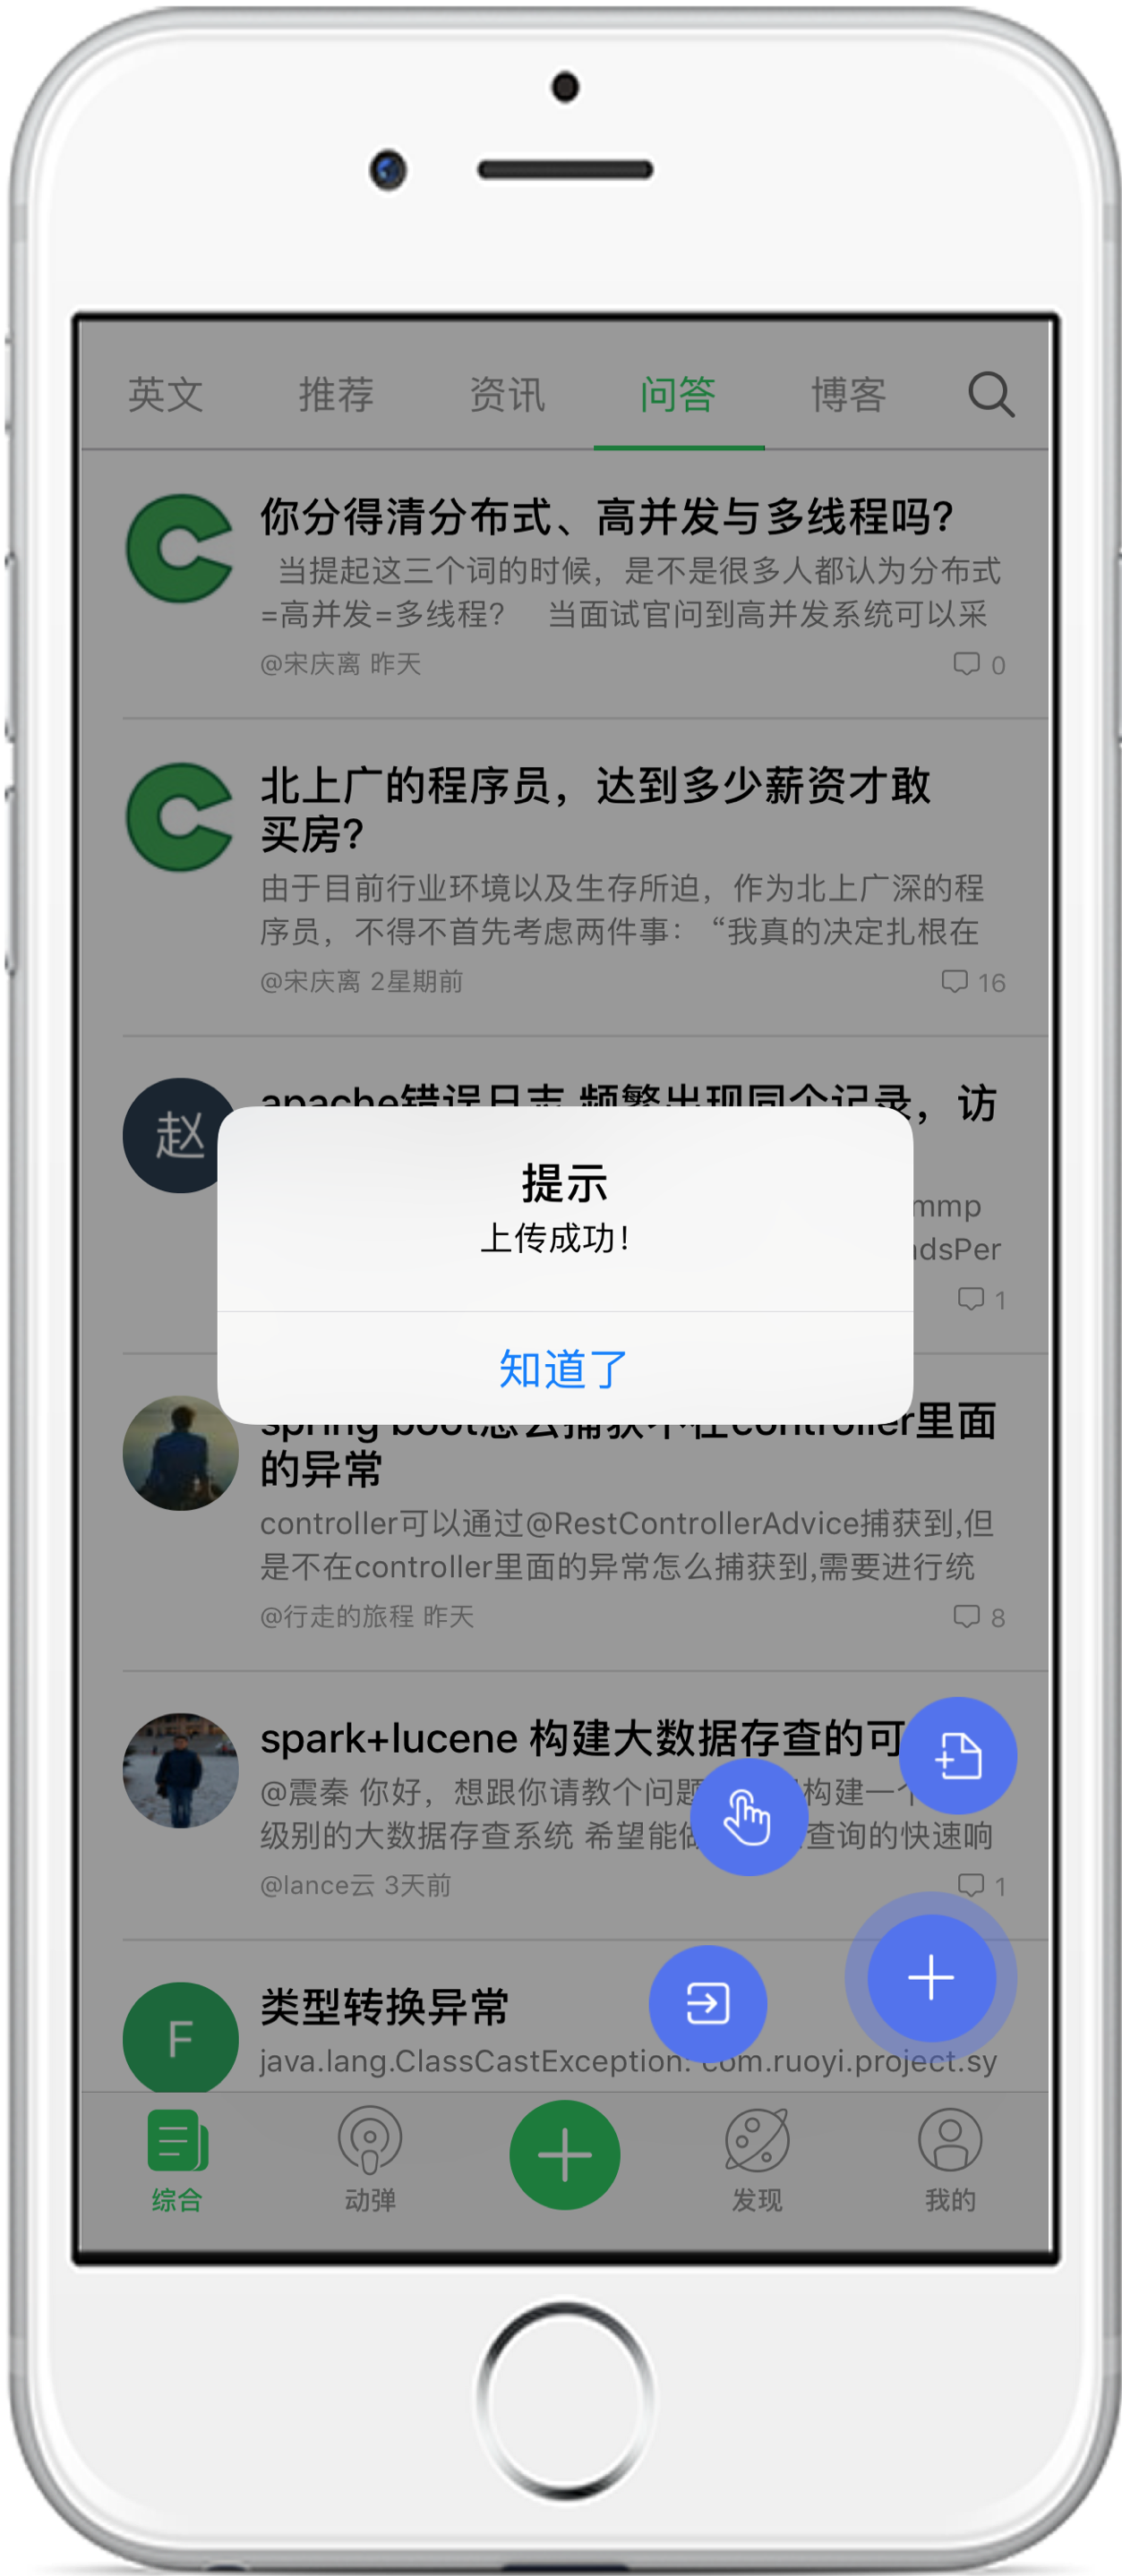 英文 推荐 资讯 问答 博客
你分得清分布式、高并发与多线程吗?
当提起这三个词的时候，是不是很多人都认为分布式
=高并发=多线程? 当面试官问到高并发系统可以采
@宋庆离 昨天 0
北上广的程序员，达到多少薪资才敢
买房?
由于目前行业环境以及生存所迫，作为北上广深的程
序员，不得不首先考虑两件事：“我真的决定扎根在
@宋庆离 2星期前 16
赵
apache错误日志 频繁出现同个记录，访
mmp
dsPer
1
提示
上传成功!
知道了
spring boot怎么捕获不在controller里面
的异常
controller可以通过@RestControllerAdvice捕获到,但
是不在controller里面的异常怎么捕获到,需要进行统
@行走的旅程 昨天 8
spark+lucene 构建大数据存查的可
@震秦 你好，想跟你请教个问题 构建一个
级别的大数据存查系统 希望能 查询的快速响
@lance云 3天前 1
F
类型转换异常
java.lang.ClassCastException: com.ruoyi.project.sy
综合 动弹 发现 我的